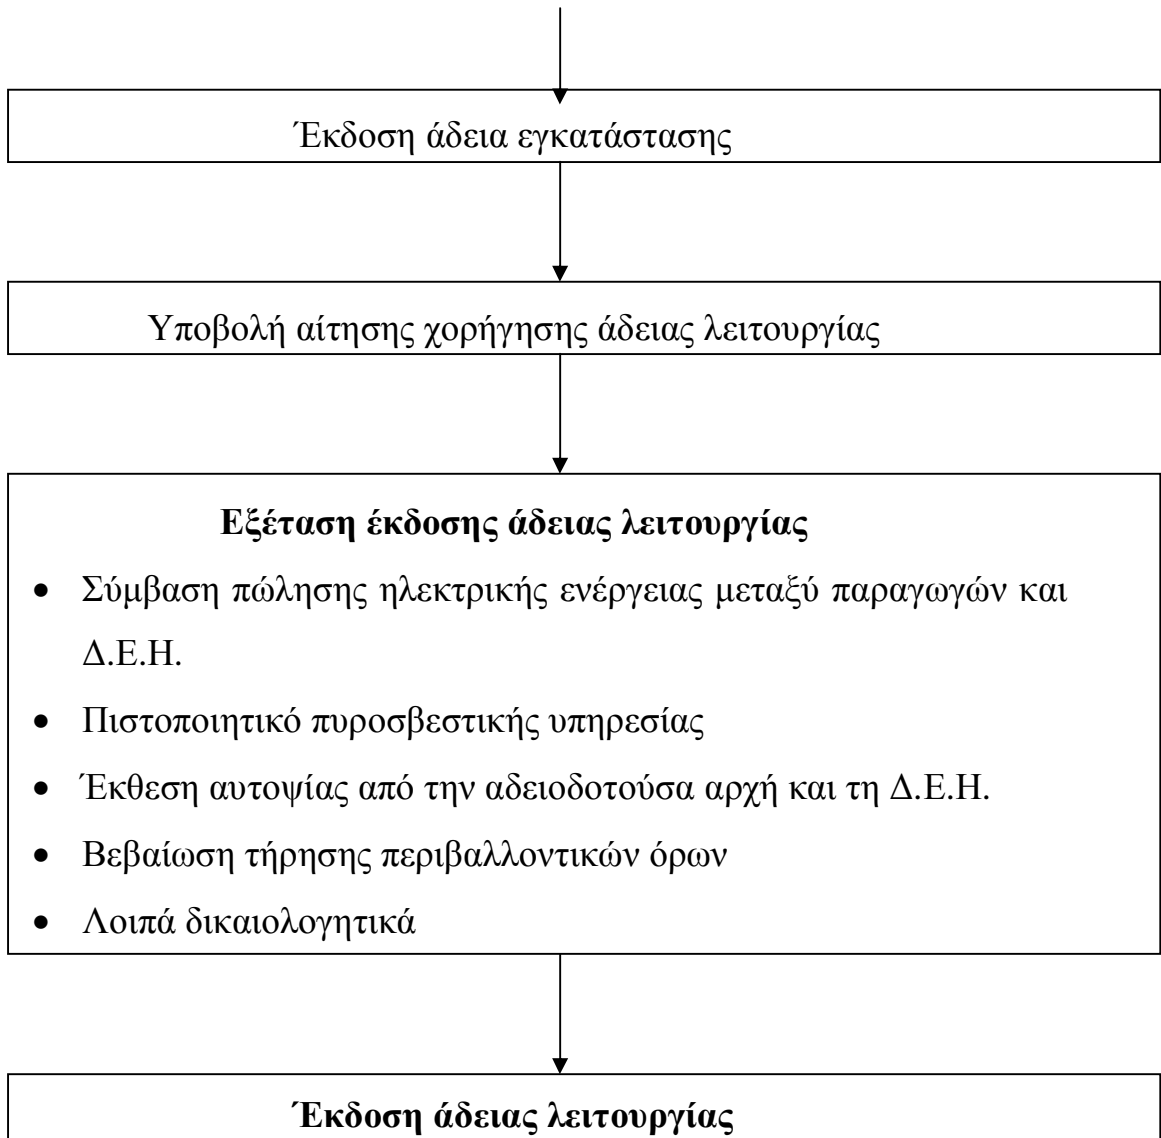 Έκδοση άδεια εγκατάστασης
Υποβολή αίτησης χορήγησης άδειας λειτουργίας
Εξέταση έκδοσης άδειας λειτουργίας
• Σύμβαση πώλησης ηλεκτρικής ενέργειας μεταξύ παραγωγών και
Δ.Ε.Η.
• Πιστοποιητικό πυροσβεστικής υπηρεσίας
• Έκθεση αυτοψίας από την αδειοδοτούσα αρχή και τη Δ.Ε.Η.
• Βεβαίωση τήρησης περιβαλλοντικών όρων
• Λοιπά δικαιολογητικά
Έκδοση άδειας λειτουργίας